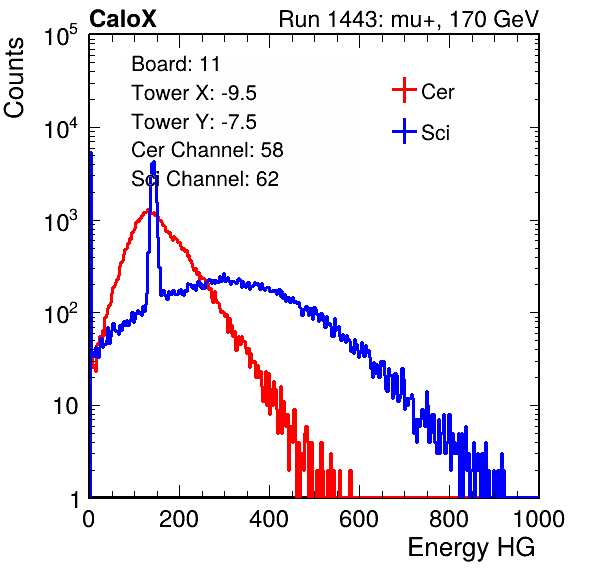 CaloX Run 1443: mu+, 170 GeV
Board: 11
Tower X: -9.5
Tower Y: -7.5
Cer Channel: 58
Sci Channel: 62
Cer
Sci
Counts
10^5
10^4
10^3
10^2
10
1
0 200 400 600 800 1000
Energy HG